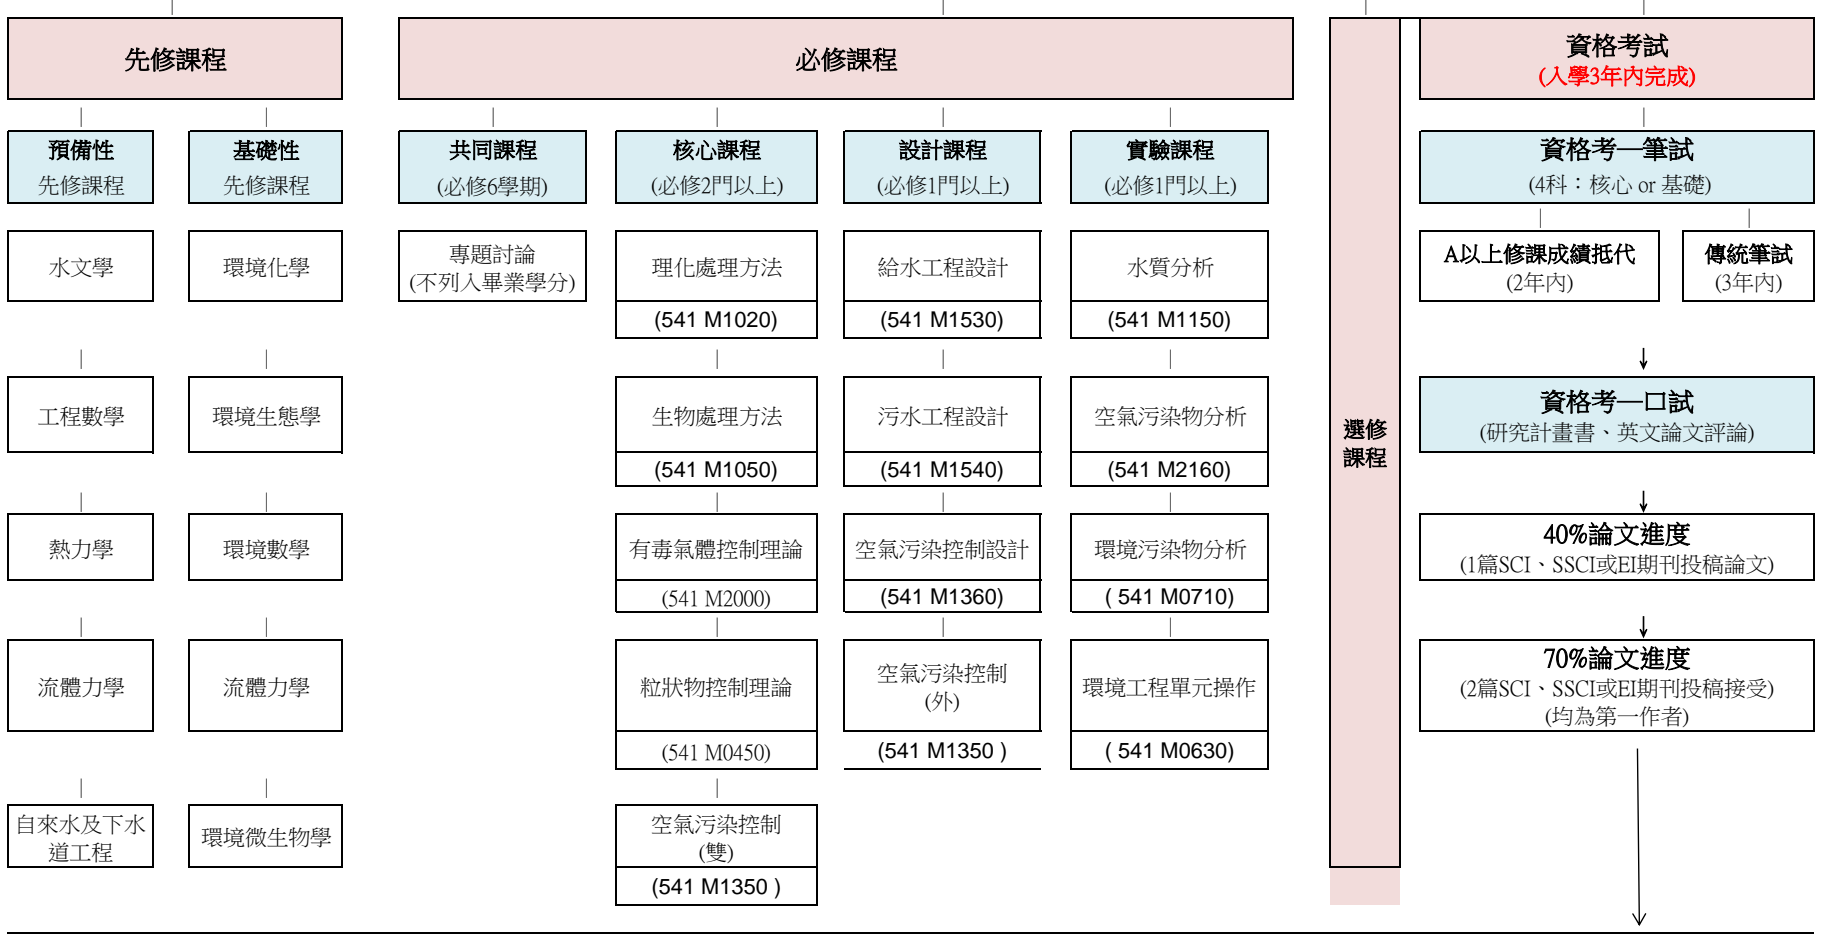 先修課程
預備性
先修課程
水文學
工程數學
熱力學
流體力學
自來水及下水
道工程
基礎性
先修課程
環境化學
環境生態學
環境數學
流體力學
環境微生物學
必修課程
共同課程
(必修6學期)
專題討論
(不列入畢業學分)
核心課程
(必修2門以上)
理化處理方法
(541 M1020)
生物處理方法
(541 M1050)
有毒氣體控制理論
(541 M2000)
粒狀物控制理論
(541 M0450)
空氣污染控制
(雙)
(541 M1350 )
設計課程
(必修1門以上)
給水工程設計
(541 M1530)
污水工程設計
(541 M1540)
空氣污染控制設計
(541 M1360)
空氣污染控制
(外)
(541 M1350 )
實驗課程
(必修1門以上)
水質分析
(541 M1150)
空氣污染物分析
(541 M2160)
環境污染物分析
( 541 M0710)
環境工程單元操作
( 541 M0630)
選修
課程
資格考試
(入學3年內完成)
資格考—筆試
(4科：核心 or 基礎)
A以上修課成績抵代
(2年內)
傳統筆試
(3年內)
資格考—口試
(研究計畫書、英文論文評論)
40%論文進度
(1篇SCI、SSCI或EI期刊投稿論文)
70%論文進度
(2篇SCI、SSCI或EI期刊投稿接受)
(均為第一作者)